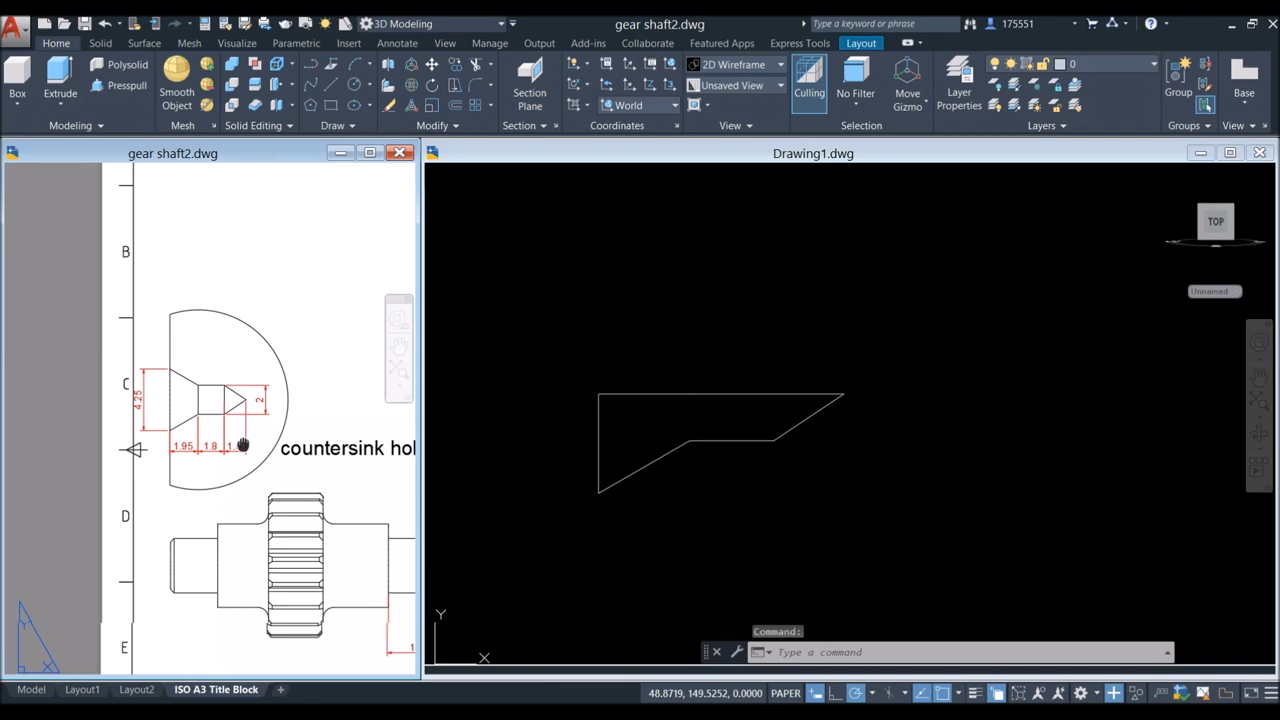 3D Modeling
gear shaft2.dwg
Type a keyword or phrase
175551
Home Solid Surface Mesh Visualize Parametric Insert Annotate View Manage Output Add-ins Collaborate Featured Apps Express Tools Layout
Box
Extrude
Polysolid
Presspull
Smooth
Object
Section
Plane
World
2D Wireframe
Unsaved View
Culling
No Filter
Move
Gizmo
Layer
Properties
0
Group
Base
Modeling
Mesh
Solid Editing
Draw
Modify
Section
Coordinates
View
Selection
Layers
Groups
View
gear shaft2.dwg
Drawing1.dwg
B
C
D
E
4.25
2
1.95
1.8
countersink hol
TOP
Unnamed
Y
X
Y
X
Command:
Type a command
Model Layout1 Layout2 ISO A3 Title Block
48.8719, 149.5252, 0.0000 PAPER